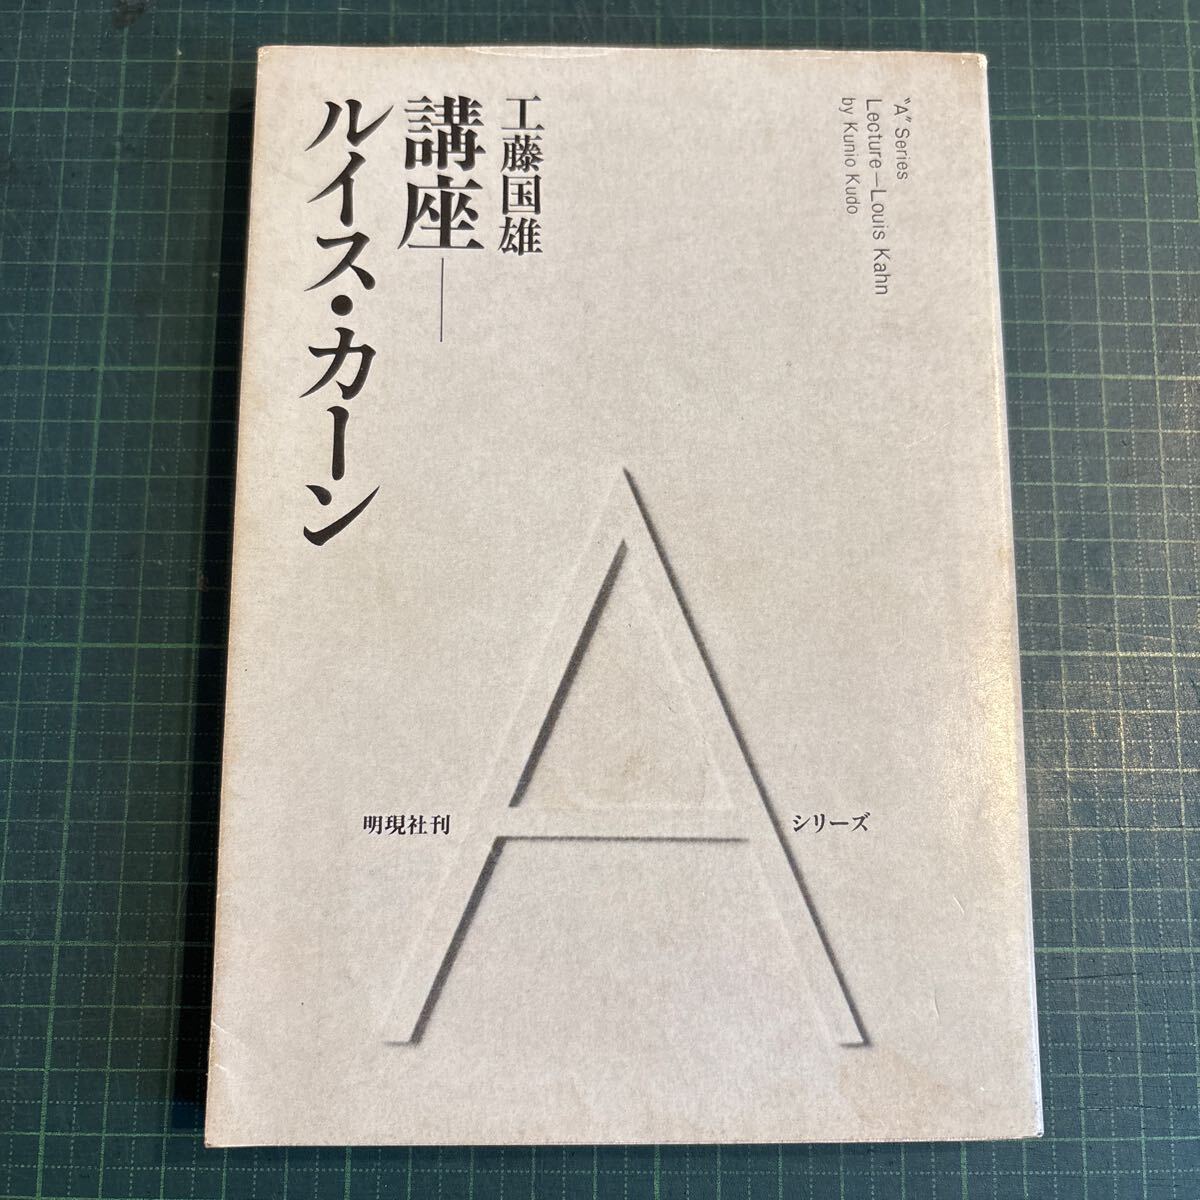 "A" Series
Lecture—Louis Kahn
by Kunio Kudo
工藤国雄
講座——
ルイス・カーン
明現社刊
A
シリーズ